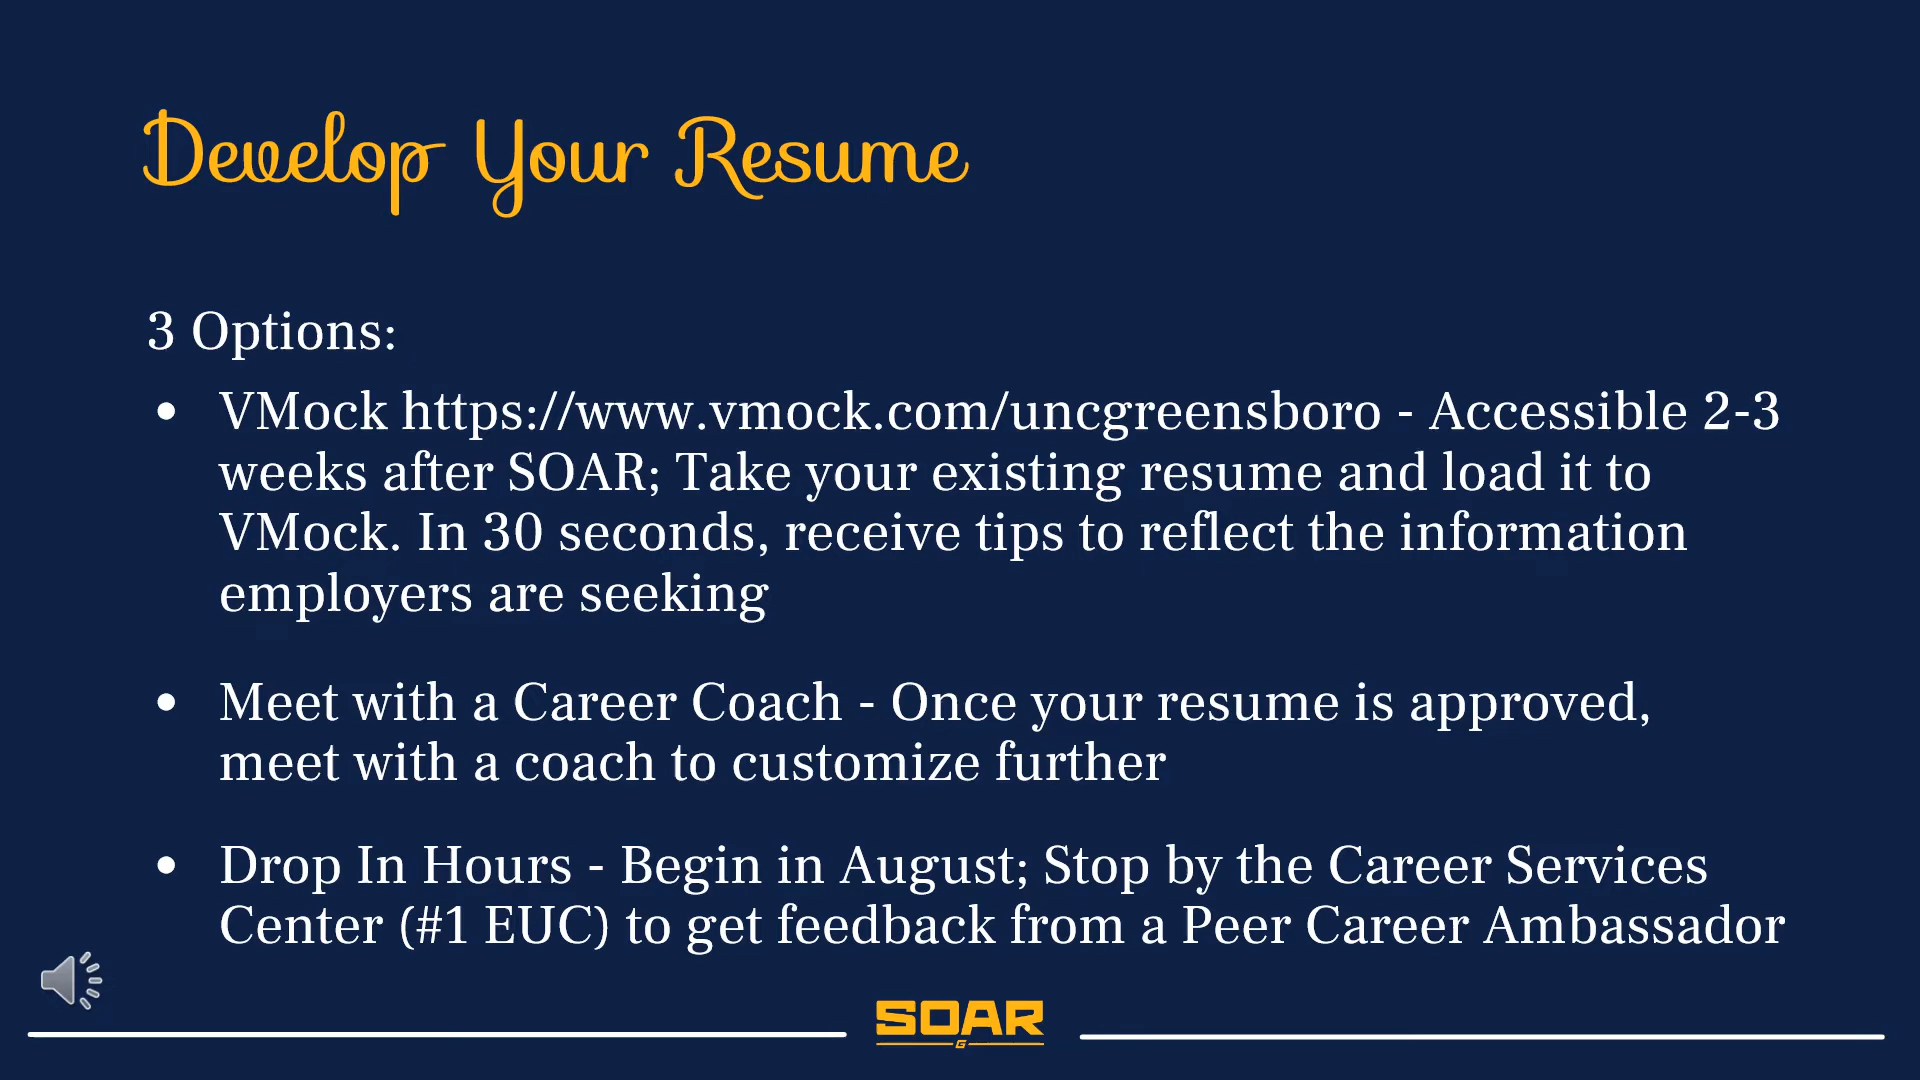 Develop Your Resume
3 Options:
• VMock https://www.vmock.com/uncgreensboro - Accessible 2-3
weeks after SOAR; Take your existing resume and load it to
VMock. In 30 seconds, receive tips to reflect the information
employers are seeking
• Meet with a Career Coach - Once your resume is approved,
meet with a coach to customize further
• Drop In Hours - Begin in August; Stop by the Career Services
Center (#1 EUC) to get feedback from a Peer Career Ambassador
SOAR
G